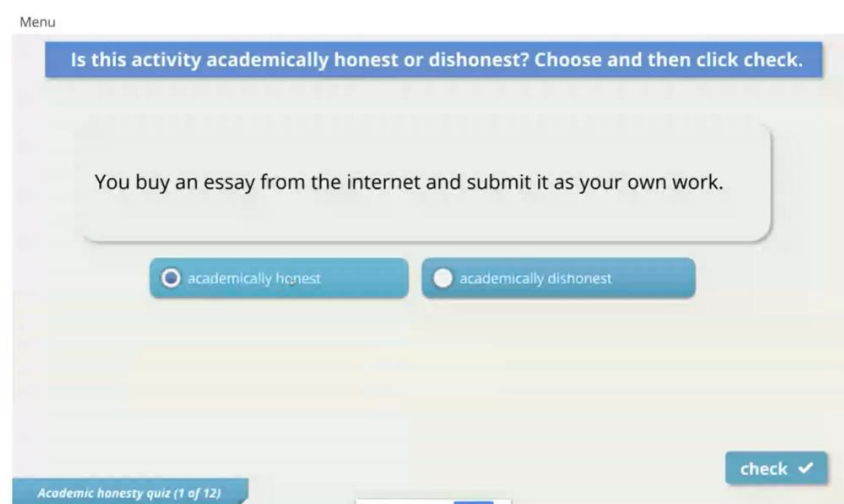 Menu
Is this activity academically honest or dishonest? Choose and then click check.
You buy an essay from the internet and submit it as your own work.
academically honest
academically dishonest
check
Academic honesty quiz (1 of 12)